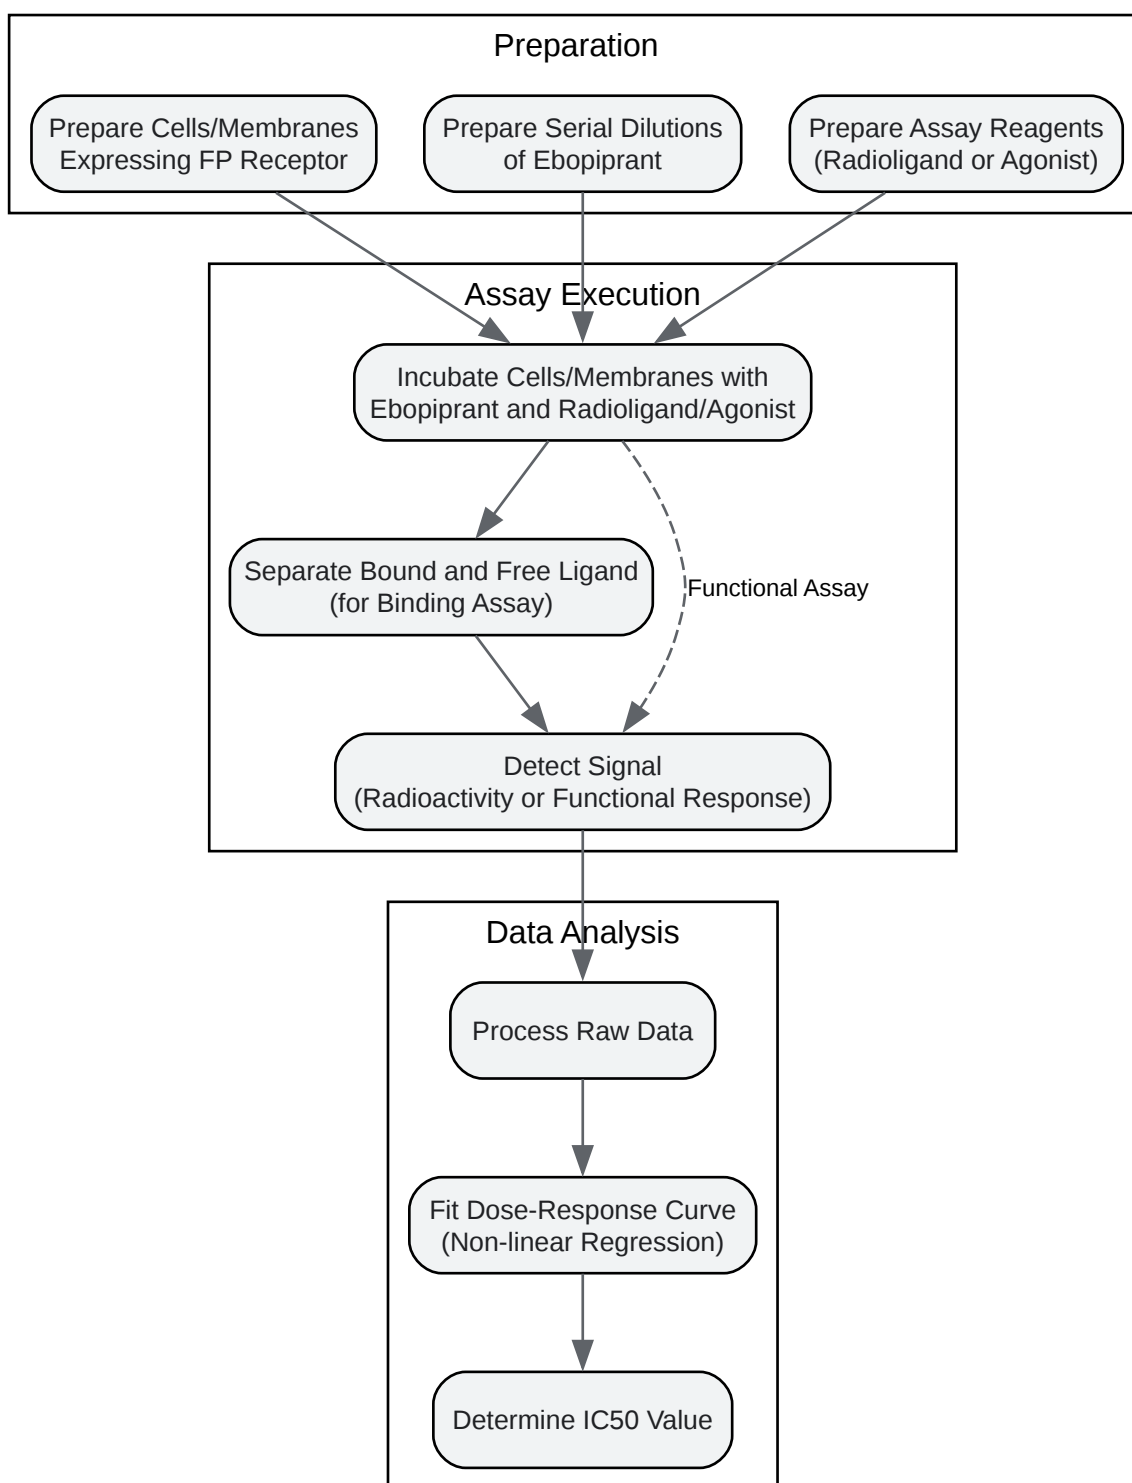 Preparation
Prepare Cells/Membranes
Expressing FP Receptor
Prepare Serial Dilutions
of Ebopiprant
Prepare Assay Reagents
(Radioligand or Agonist)
Assay Execution
Incubate Cells/Membranes with
Ebopiprant and Radioligand/Agonist
Separate Bound and Free Ligand
(for Binding Assay)
Functional Assay
Detect Signal
(Radioactivity or Functional Response)
Data Analysis
Process Raw Data
Fit Dose-Response Curve
(Non-linear Regression)
Determine IC50 Value